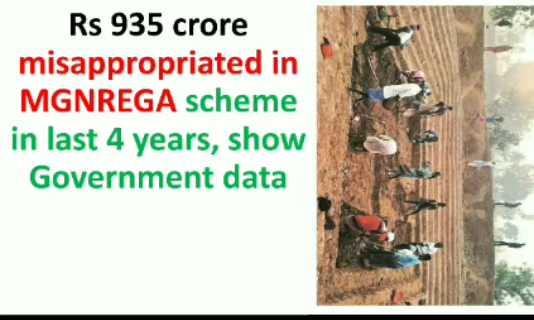 Rs 935 crore
misappropriated in
MGNREGA scheme
in last 4 years, show
Government data